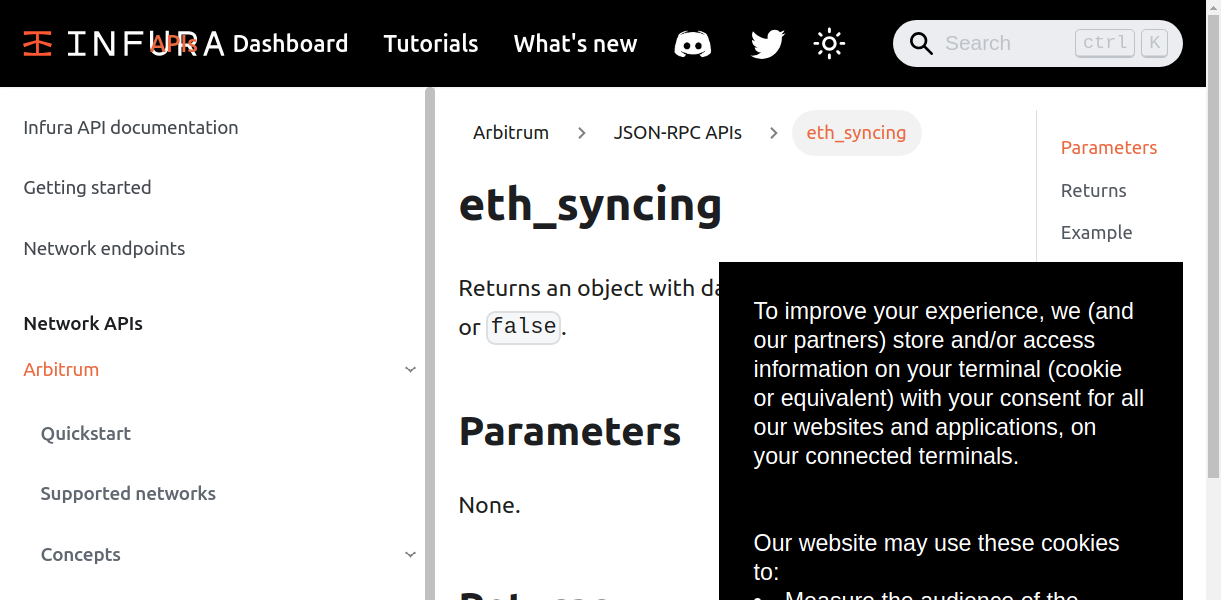 INFURA APIs Dashboard Tutorials What's new Search ctrl K
Infura API documentation
Getting started
Network endpoints
Network APIs
Arbitrum
Quickstart
Supported networks
Concepts
Arbitrum > JSON-RPC APIs > eth_syncing
eth_syncing
Returns an object with
or false.
Parameters
None.
Returns
Parameters
Returns
Example
To improve your experience, we (and
our partners) store and/or access
information on your terminal (cookie
or equivalent) with your consent for all
our websites and applications, on
your connected terminals.
Our website may use these cookies
to:
• Measure the audience of the